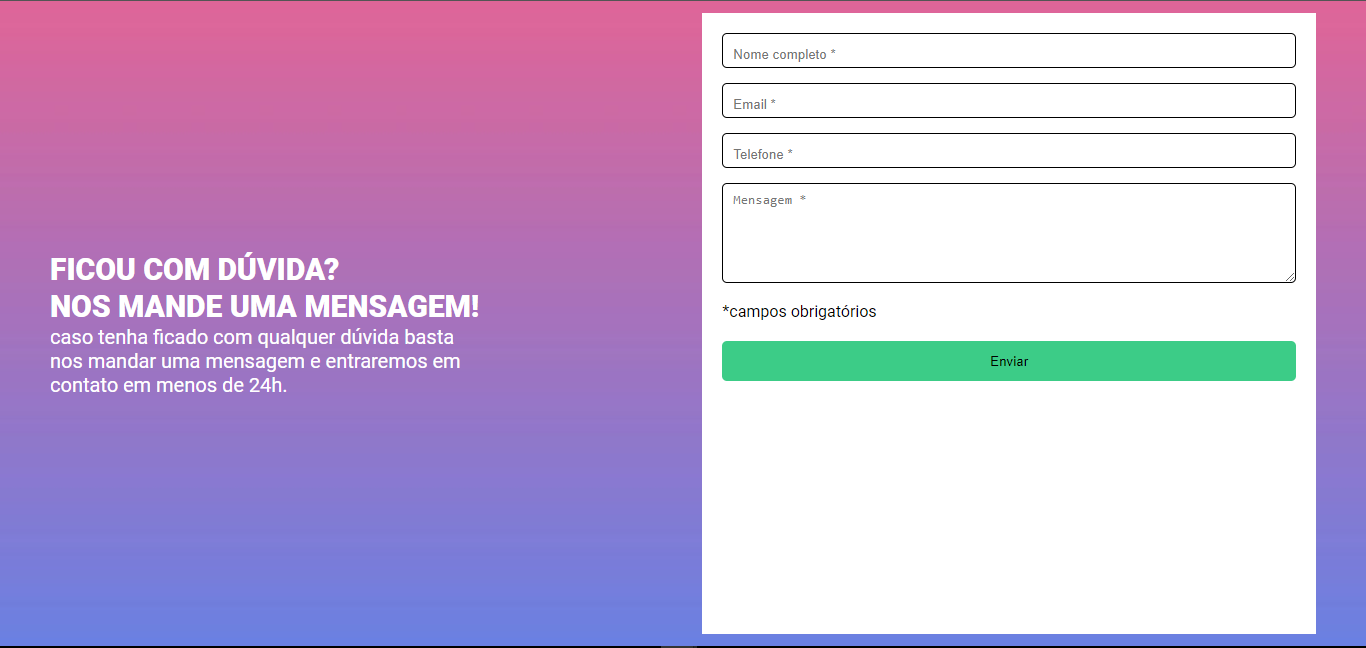 FICOU COM DÚVIDA?
NOS MANDE UMA MENSAGEM!
caso tenha ficado com qualquer dúvida basta
nos mandar uma mensagem e entraremos em
contato em menos de 24h.
Nome completo *
Email *
Telefone *
Mensagem *
*campos obrigatórios
Enviar